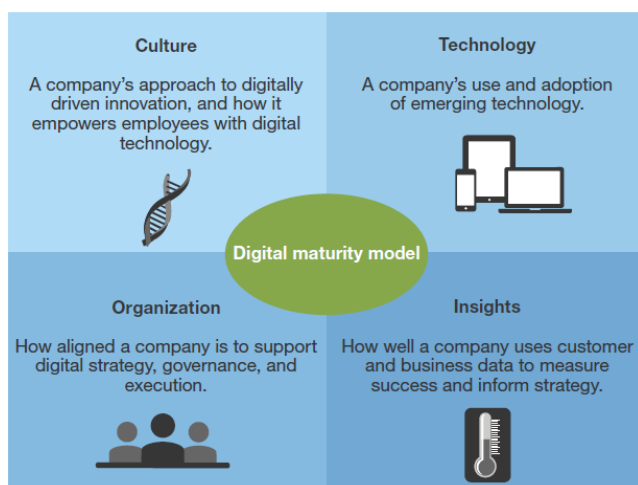 Culture
A company's approach to digitally
driven innovation, and how it
empowers employees with digital
technology.
Technology
A company's use and adoption
of emerging technology.
Digital maturity model
Organization
How aligned a company is to support
digital strategy, governance, and
execution.
Insights
How well a company uses customer
and business data to measure
success and inform strategy.